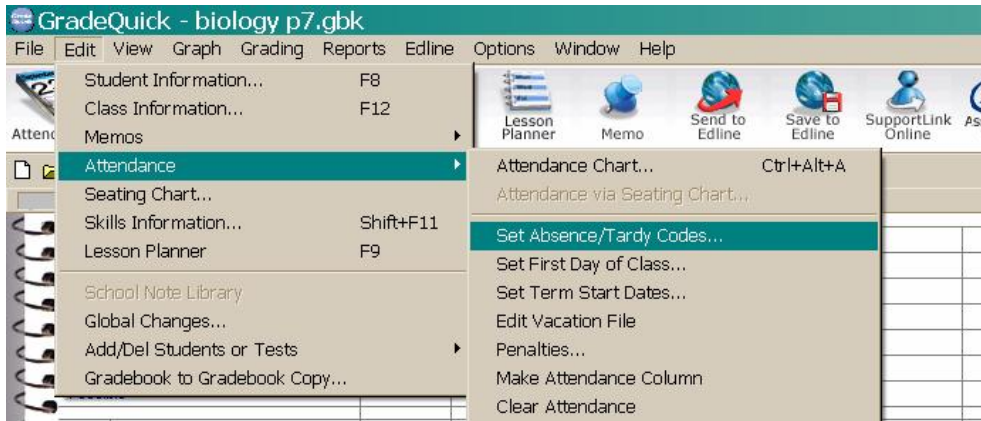 GradeQuick - biology p7.gbk
File Edit View Graph Grading Reports Edline Options Window Help
Student Information... F8
Class Information... F12
Memos
Attendance
Seating Chart...
Skills Information... Shift+F11
Lesson Planner F9
School Note Library
Global Changes...
Add/Del Students or Tests
Gradebook to Gradebook Copy...
Attend
Lesson Planner
Memo
Send to Edline
Save to Edline
SupportLink Online
Attendance Chart... Ctrl+Alt+A
Attendance via Seating Chart...
Set Absence/Tardy Codes...
Set First Day of Class...
Set Term Start Dates...
Edit Vacation File
Penalties...
Make Attendance Column
Clear Attendance